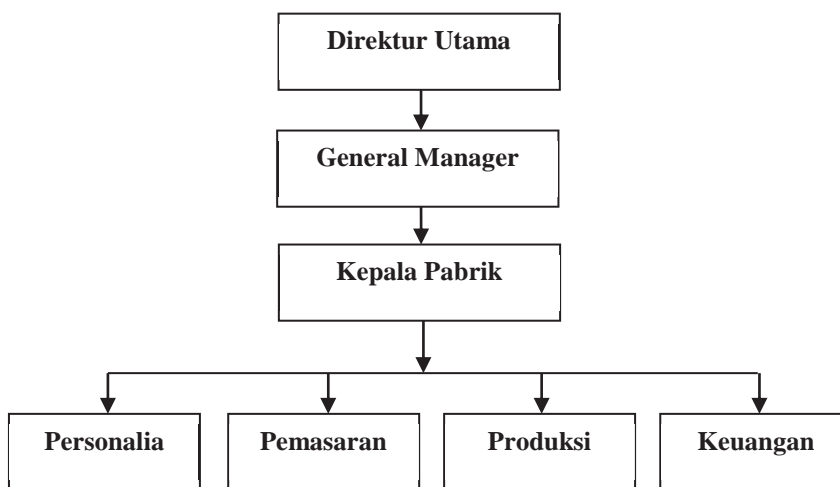 Direktur Utama
General Manager
Kepala Pabrik
Personalia
Pemasaran
Produksi
Keuangan